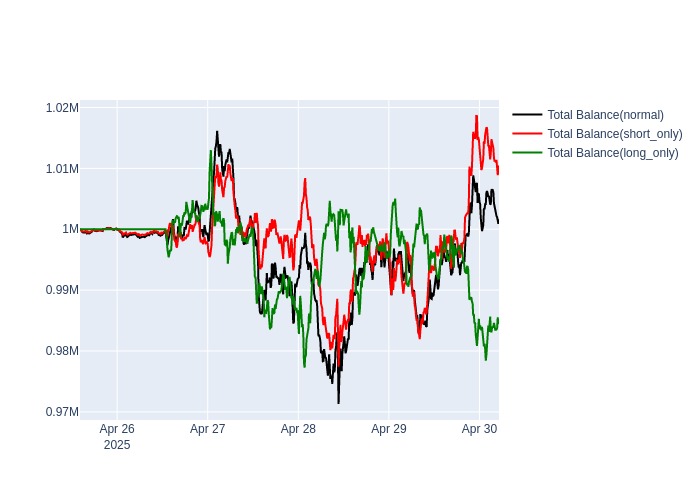 1.02M
1.01M
1M
0.99M
0.98M
0.97M
Apr 26
2025
Apr 27
Apr 28
Apr 29
Apr 30
Total Balance(normal)
Total Balance(short_only)
Total Balance(long_only)